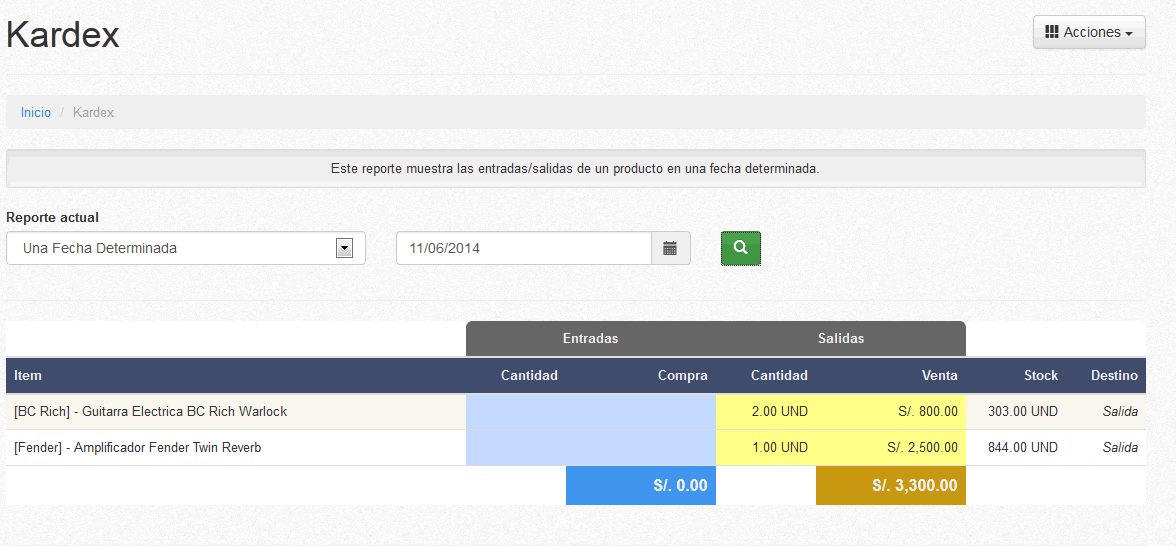 Kardex
Acciones
Inicio / Kardex
Este reporte muestra las entradas/salidas de un producto en una fecha determinada.
Reporte actual
Una Fecha Determinada 11/06/2014
Entradas Salidas
Item Cantidad Compra Cantidad Venta Stock Destino
[BC Rich] - Guitarra Electrica BC Rich Warlock 2.00 UND S/. 800.00 303.00 UND Salida
[Fender] - Amplificador Fender Twin Reverb 1.00 UND S/. 2,500.00 844.00 UND Salida
S/. 0.00 S/. 3,300.00